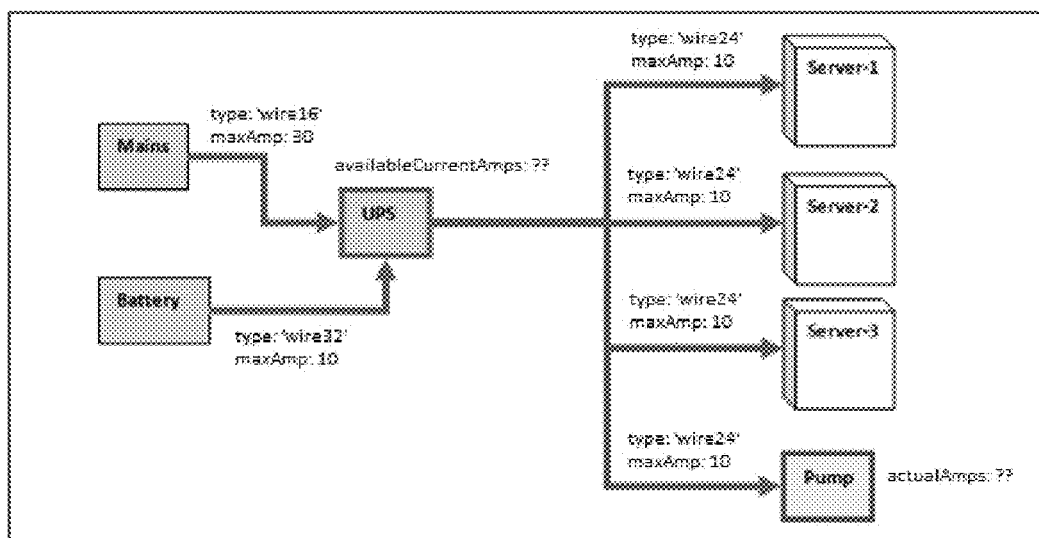 type: 'wire24'
maxAmp: 10
Server-1
type: 'wire16'
maxAmp: 30
Mains
availableCurrentAmps: ??
UPS
type: 'wire24'
maxAmp: 10
Server-2
Battery
type: 'wire32'
maxAmp: 10
type: 'wire24'
maxAmp: 10
Server-3
type: 'wire24'
maxAmp: 10
Pump
actualAmps: ??